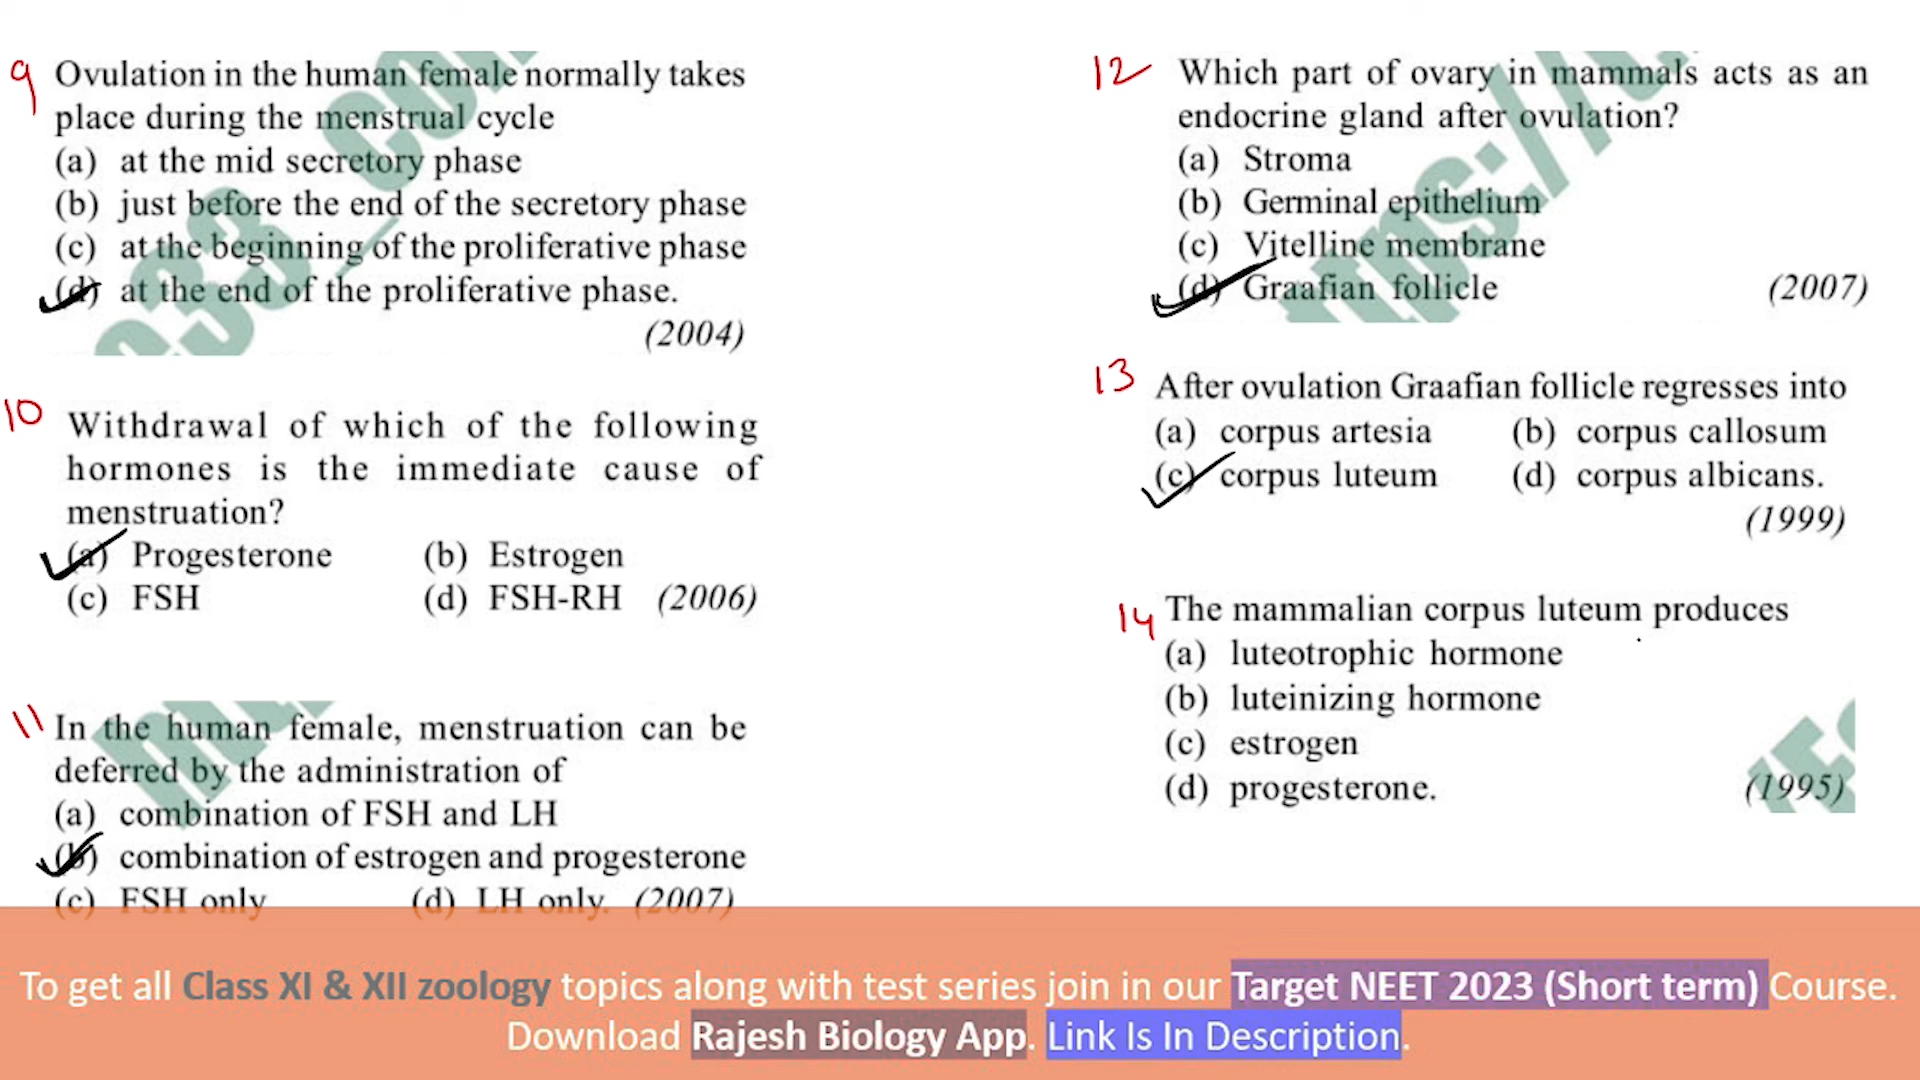 9 Ovulation in the human female normally takes
place during the menstrual cycle
(a) at the mid secretory phase
(b) just before the end of the secretory phase
(c) at the beginning of the proliferative phase
(d) at the end of the proliferative phase.
(2004)
10 Withdrawal of which of the following
hormones is the immediate cause of
menstruation?
(a) Progesterone (b) Estrogen
(c) FSH (d) FSH-RH (2006)
11 In the human female, menstruation can be
deferred by the administration of
(a) combination of FSH and LH
(b) combination of estrogen and progesterone
(c) FSH only (d) LH only. (2007)
12 Which part of ovary in mammals acts as an
endocrine gland after ovulation?
(a) Stroma
(b) Germinal epithelium
(c) Vitelline membrane
(d) Graafian follicle (2007)
13 After ovulation Graafian follicle regresses into
(a) corpus artesia (b) corpus callosum
(c) corpus luteum (d) corpus albicans.
(1999)
14 The mammalian corpus luteum produces
(a) luteotrophic hormone
(b) luteinizing hormone
(c) estrogen
(d) progesterone. (1995)
To get all Class XI & XII zoology topics along with test series join in our Target NEET 2023 (Short term) Course.
Download Rajesh Biology App. Link Is In Description.